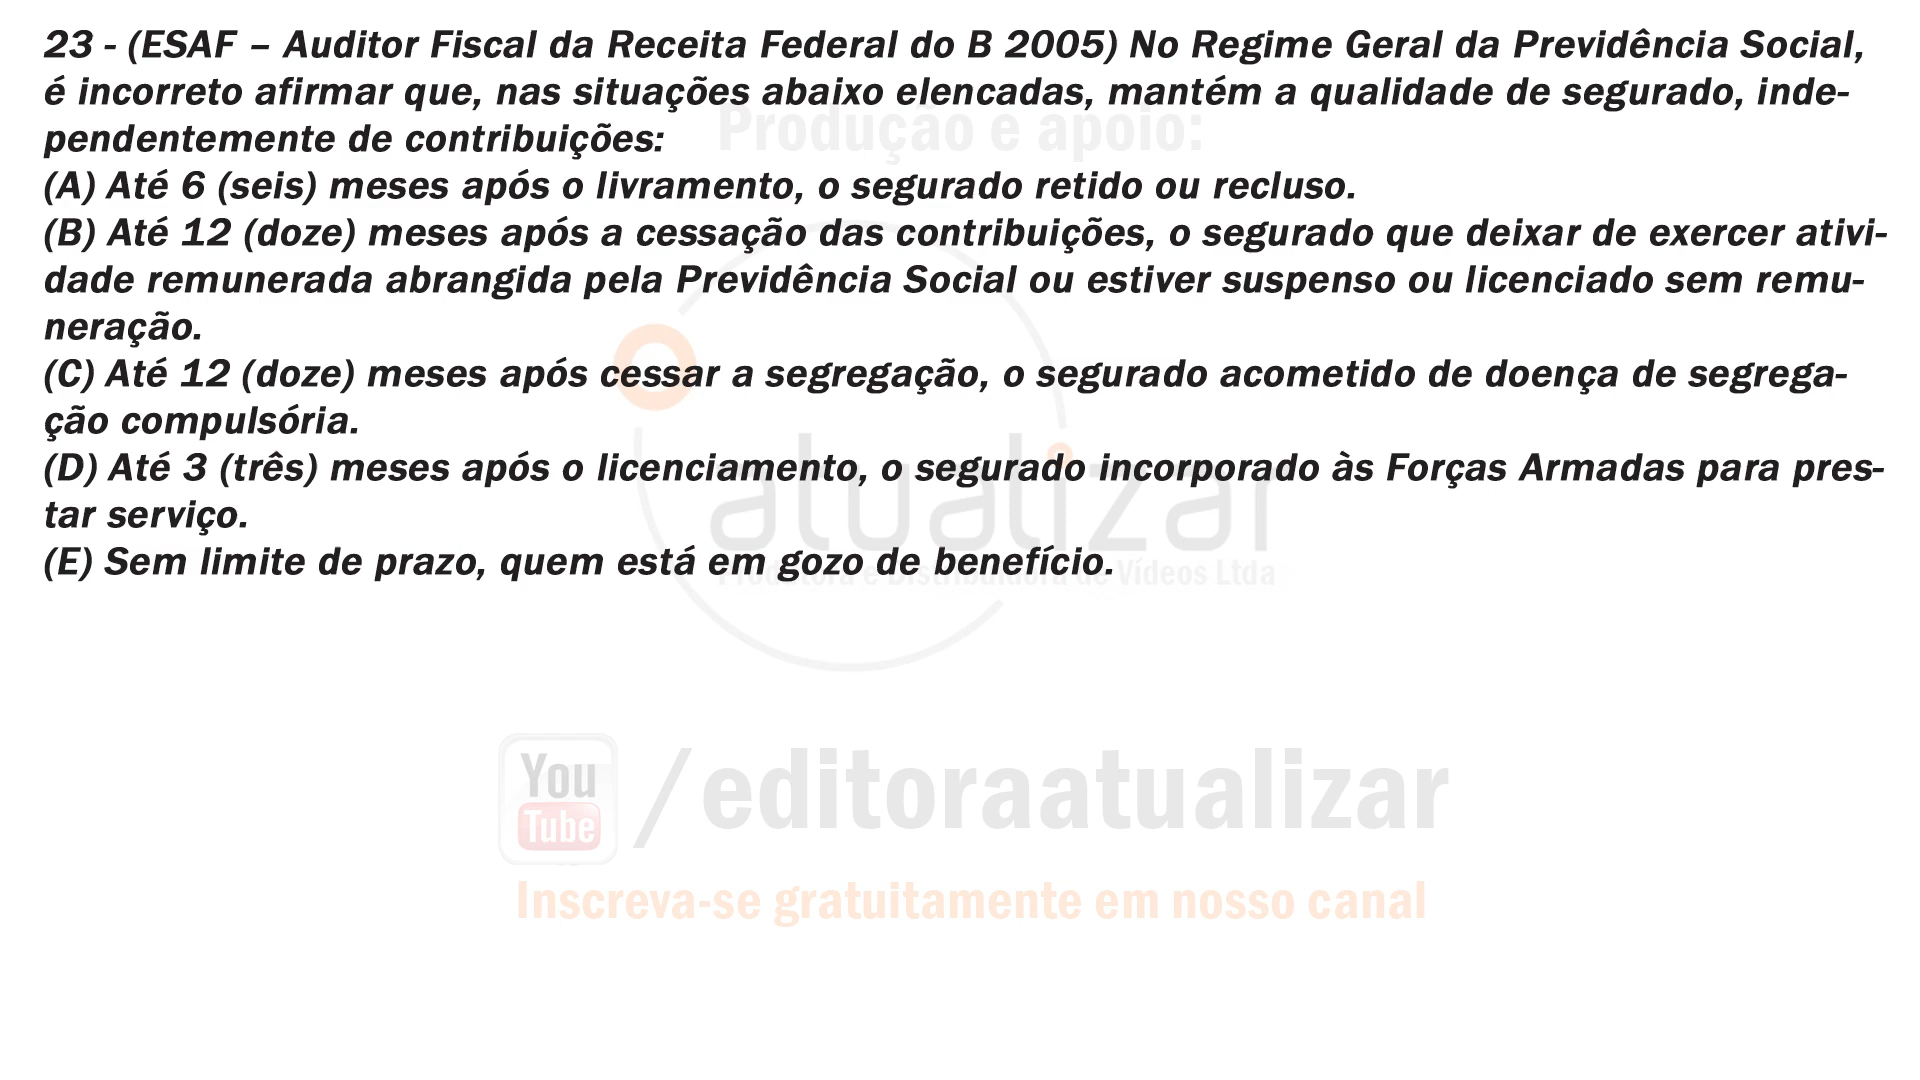 23 - (ESAF – Auditor Fiscal da Receita Federal do B 2005) No Regime Geral da Previdência Social,
é incorreto afirmar que, nas situações abaixo elencadas, mantém a qualidade de segurado, inde-
Produção e apoio:
pendentemente de contribuições:
(A) Até 6 (seis) meses após o livramento, o segurado retido ou recluso.
(B) Até 12 (doze) meses após a cessação das contribuições, o segurado que deixar de exercer ativi-
dade remunerada abrangida pela Previdência Social ou estiver suspenso ou licenciado sem remu-
neração.
(C) Até 12 (doze) meses após cessar a segregação, o segurado acometido de doença de segrega-
ção compulsória.
(D) Até 3 (três) meses após o licenciamento, o segurado incorporado às Forças Armadas para pres-
tar serviço.
atualizar
(E) Sem limite de prazo, quem está em gozo de benefício.
Produtora e Distribuidora de Vídeos Ltda
You Tube /editoraatualizar
Inscreva-se gratuitamente em nosso canal